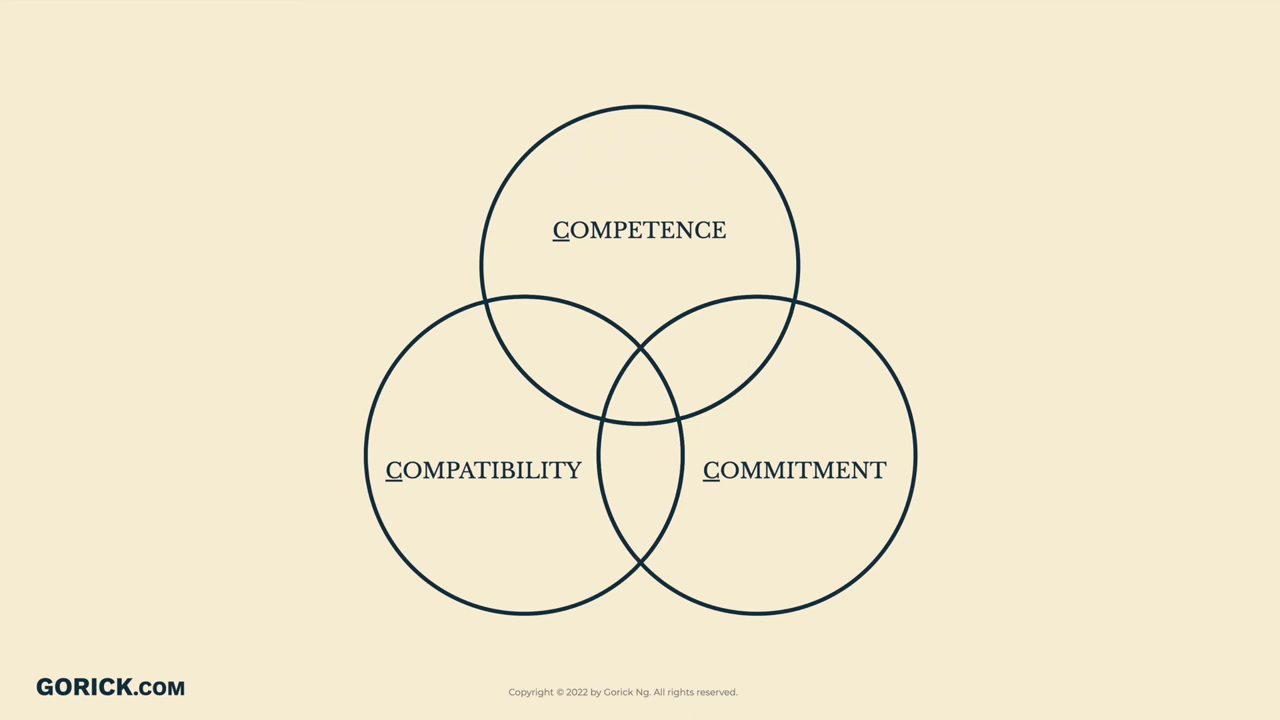 COMPETENCE
COMPATIBILITY
COMMITMENT
GORICK.COM
Copyright © 2022 by Gorick Ng. All rights reserved.